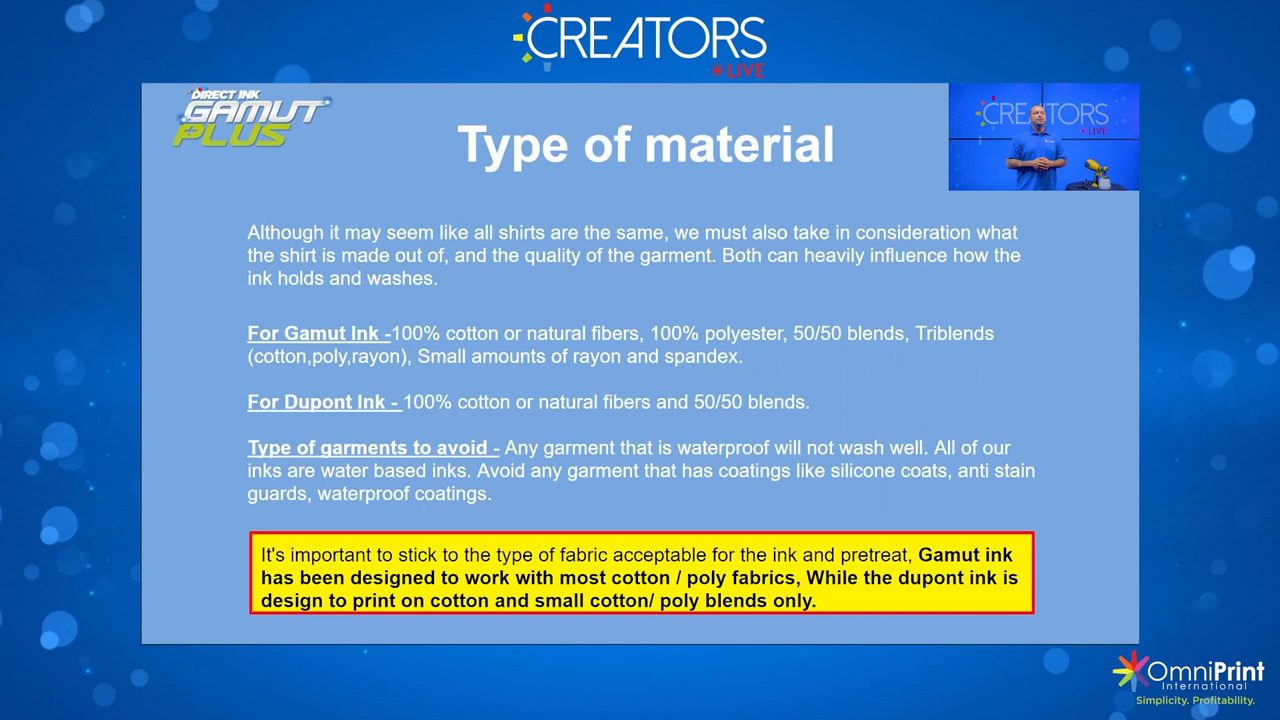 CREATORS
LIVE
DIRECT INK
GAMUT
PLUS
Type of material
CREATORS
LIVE
Although it may seem like all shirts are the same, we must also take in consideration what
the shirt is made out of, and the quality of the garment. Both can heavily influence how the
ink holds and washes.
For Gamut Ink -100% cotton or natural fibers, 100% polyester, 50/50 blends, Triblends
(cotton,poly,rayon), Small amounts of rayon and spandex.
For Dupont Ink - 100% cotton or natural fibers and 50/50 blends.
Type of garments to avoid - Any garment that is waterproof will not wash well. All of our
inks are water based inks. Avoid any garment that has coatings like silicone coats, anti stain
guards, waterproof coatings.
It's important to stick to the type of fabric acceptable for the ink and pretreat, Gamut ink
has been designed to work with most cotton / poly fabrics, While the dupont ink is
design to print on cotton and small cotton/ poly blends only.
OmniPrint
International
Simplicity. Profitability.